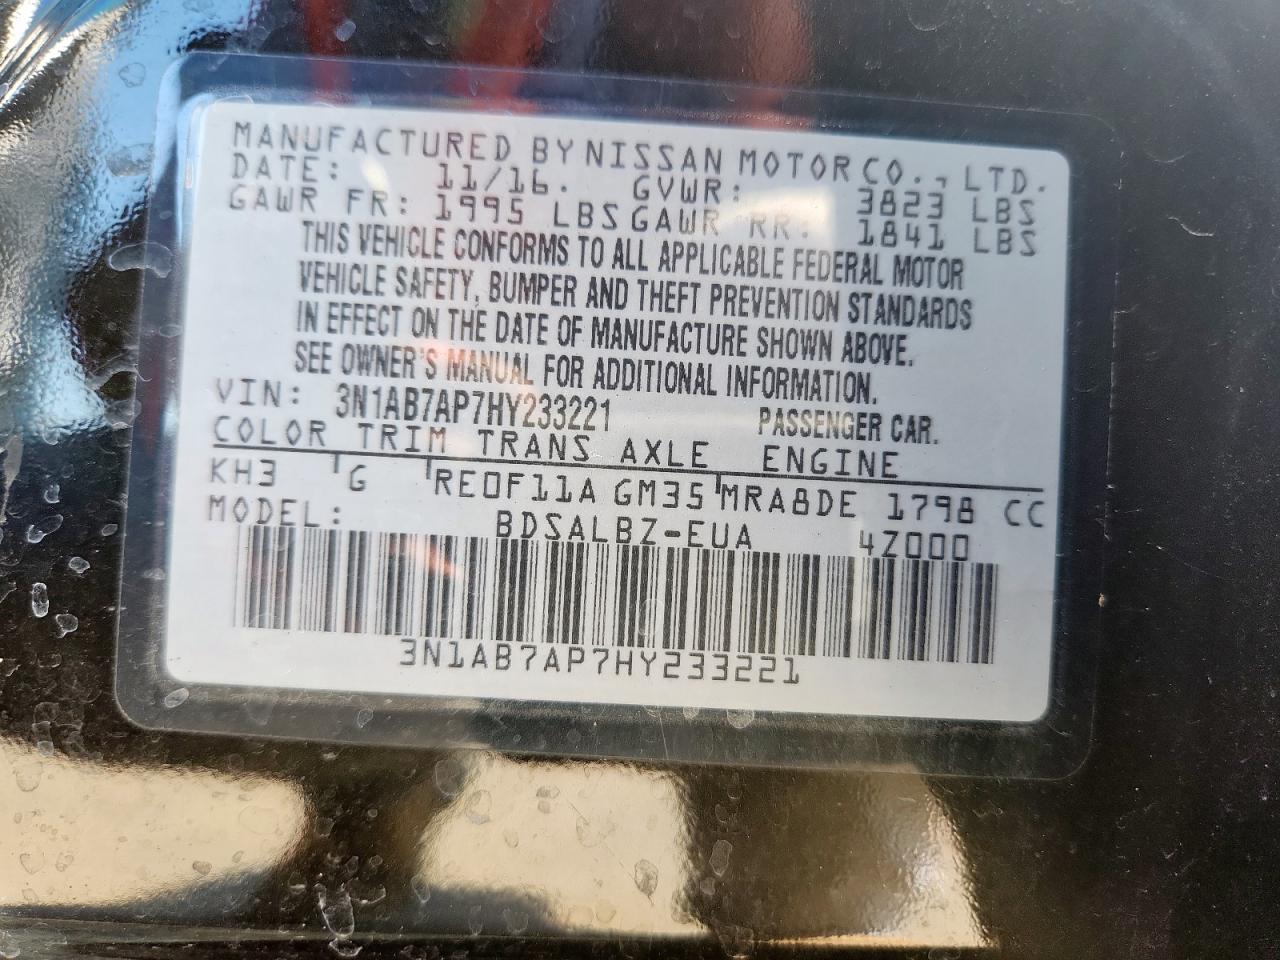 MANUFACTURED BY NISSAN MOTOR CO., LTD.
DATE: 11/16. GVWR: 3823 LBS
GAWR FR: 1995 LBS GAWR RR: 1841 LBS
THIS VEHICLE CONFORMS TO ALL APPLICABLE FEDERAL MOTOR
VEHICLE SAFETY, BUMPER AND THEFT PREVENTION STANDARDS
IN EFFECT ON THE DATE OF MANUFACTURE SHOWN ABOVE.
SEE OWNER'S MANUAL FOR ADDITIONAL INFORMATION.
VIN: 3N1AB7AP7HY233221 PASSENGER CAR.
COLOR TRIM TRANS AXLE ENGINE
KH3 G RE0F11A GM35 MRA8DE 1798 CC
MODEL: BDSALBZ-EUA 4Z000
3N1AB7AP7HY233221